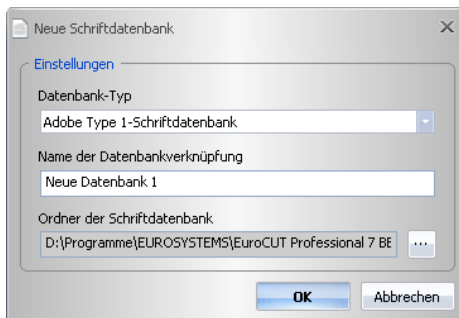 Neue Schriftdatenbank
Einstellungen
Datenbank-Typ
Adobe Type 1-Schriftdatenbank
Name der Datenbankverknüpfung
Neue Datenbank 1
Ordner der Schriftdatenbank
D:\Programme\EUROSYSTEMS\EuroCUT Professional 7 BE ...
OK Abbrechen